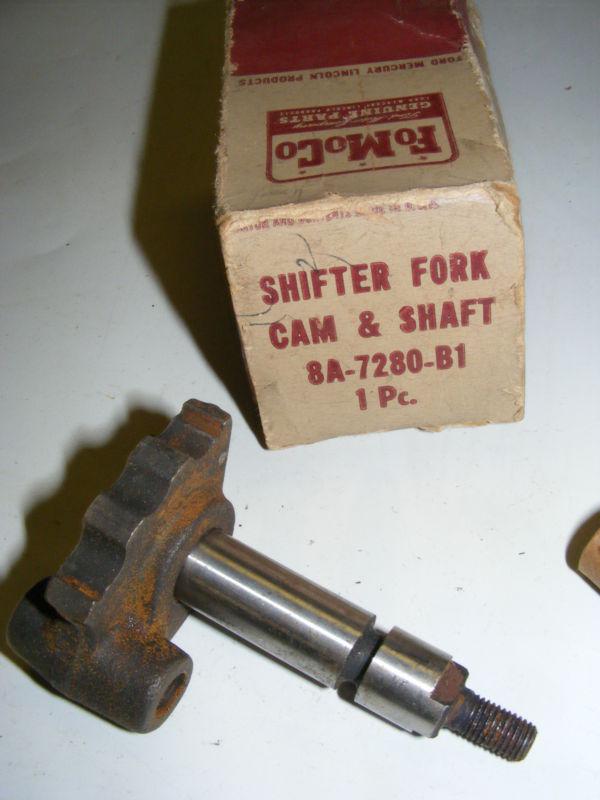 FORD MERCURY LINCOLN PRODUCTS
FoMoCo
GENUINE PARTS
SHIFTER FORK
CAM & SHAFT
8A-7280-B1
1 Pc.